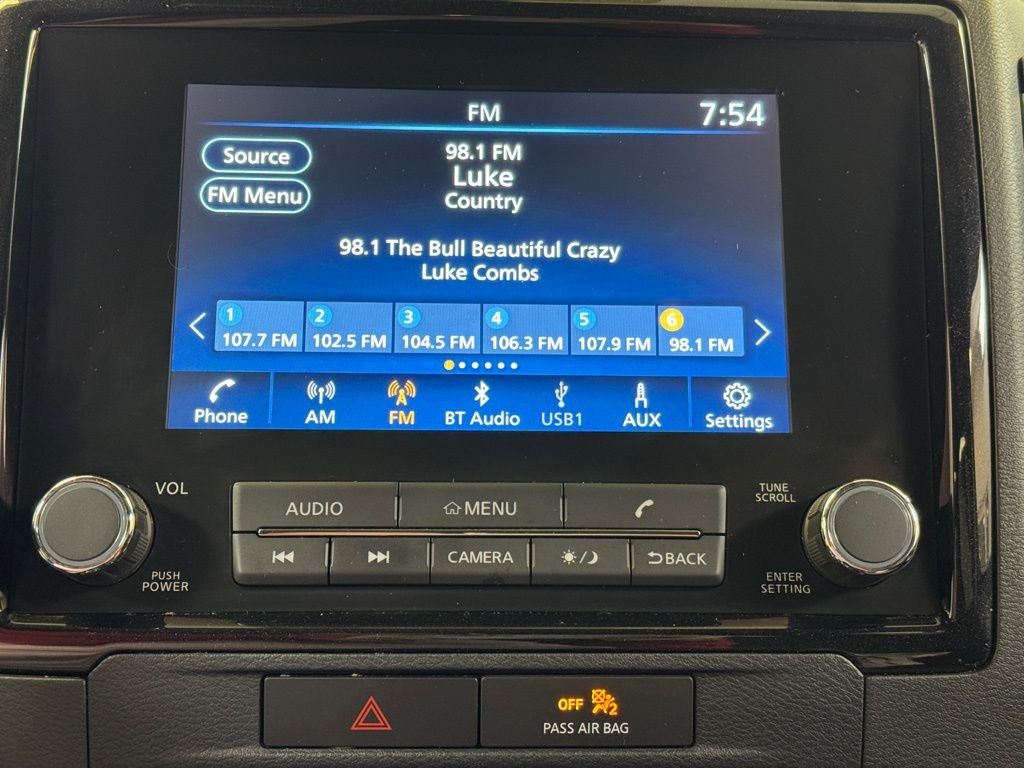 FM
7:54
Source
98.1 FM
Luke
FM Menu
Country
98.1 The Bull Beautiful Crazy
Luke Combs
1 2 3 4 5 6
107.7 FM 102.5 FM 104.5 FM 106.3 FM 107.9 FM 98.1 FM
Phone AM FM BT Audio USB1 AUX Settings
VOL
TUNE
SCROLL
AUDIO MENU
CAMERA BACK
PUSH
POWER
ENTER
SETTING
OFF 2
PASS AIR BAG